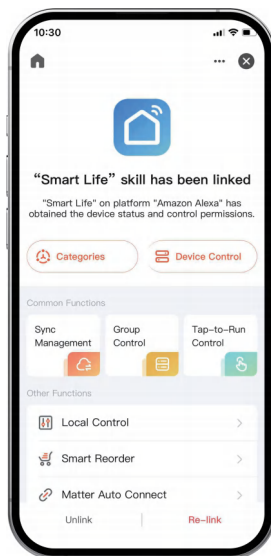 10:30
“Smart Life” skill has been linked
"Smart Life" on platform "Amazon Alexa" has
obtained the device status and control permissions.
Categories
Device Control
Common Functions
Sync
Management
Group
Control
Tap-to-Run
Control
Other Functions
Local Control
Smart Reorder
Matter Auto Connect
Unlink
Re-link